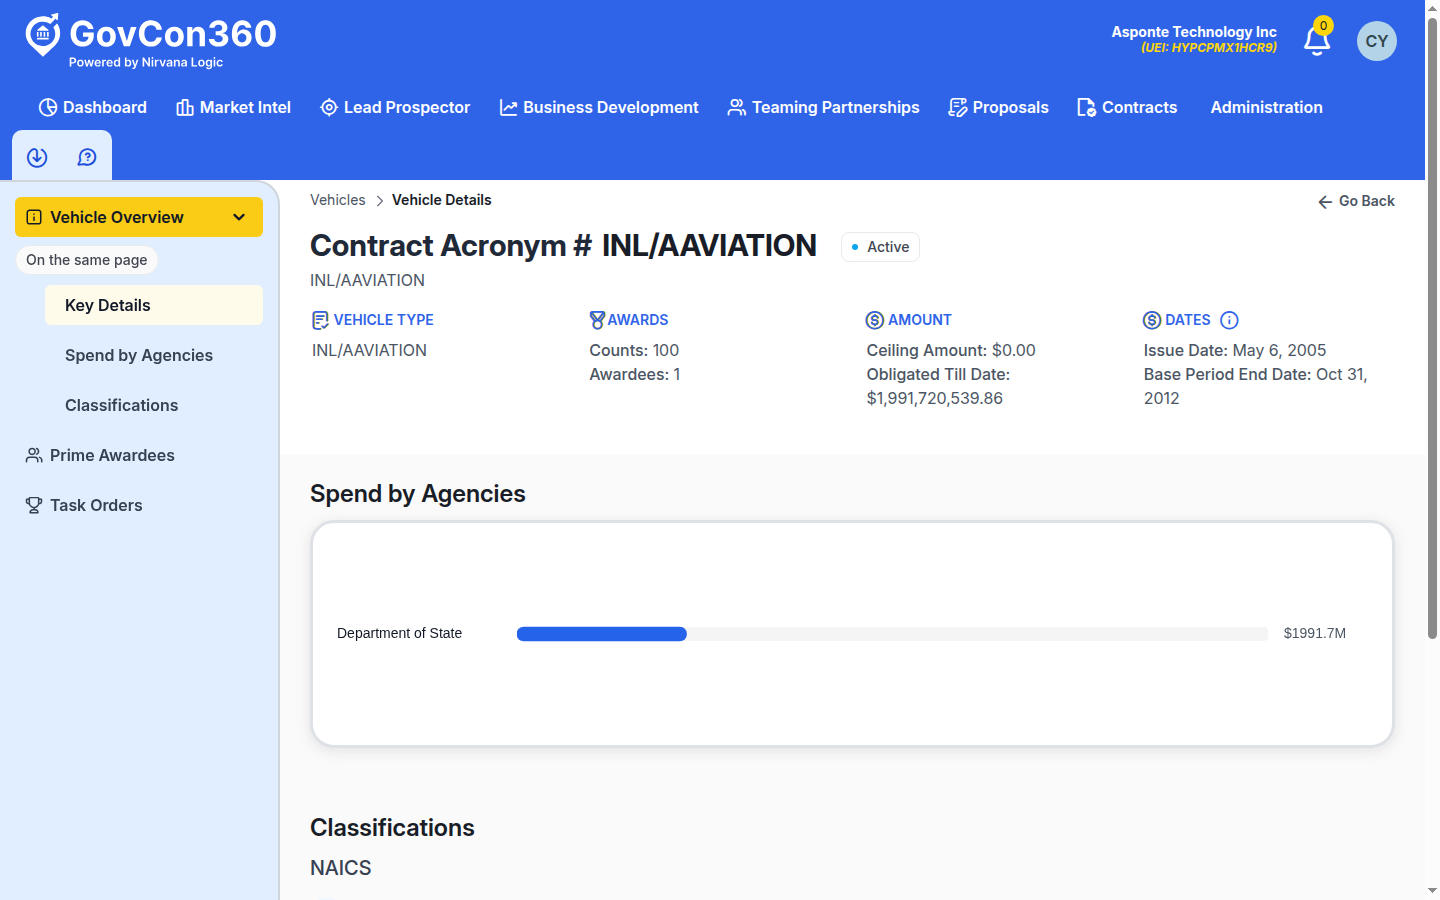 GovCon360
Powered by Nirvana Logic
Asponte Technology Inc
(UEI: HYPCPMX1HCR9)
0
CY
Dashboard
Market Intel
Lead Prospector
Business Development
Teaming Partnerships
Proposals
Contracts
Administration
Vehicle Overview
On the same page
Key Details
Spend by Agencies
Classifications
Prime Awardees
Task Orders
Vehicles
Vehicle Details
Go Back
Contract Acronym # INL/AAVIATION
Active
INL/AAVIATION
VEHICLE TYPE
INL/AAVIATION
AWARDS
Counts: 100
Awardees: 1
AMOUNT
Ceiling Amount: $0.00
Obligated Till Date:
$1,991,720,539.86
DATES
Issue Date: May 6, 2005
Base Period End Date: Oct 31,
2012
Spend by Agencies
Department of State
$1991.7M
Classifications
NAICS